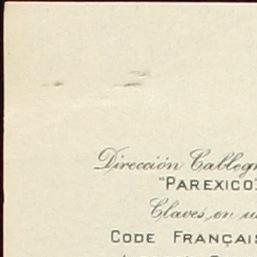 Dirección Cablegr
"PAREXICO"
Claves en u
CODE FRANÇAIS